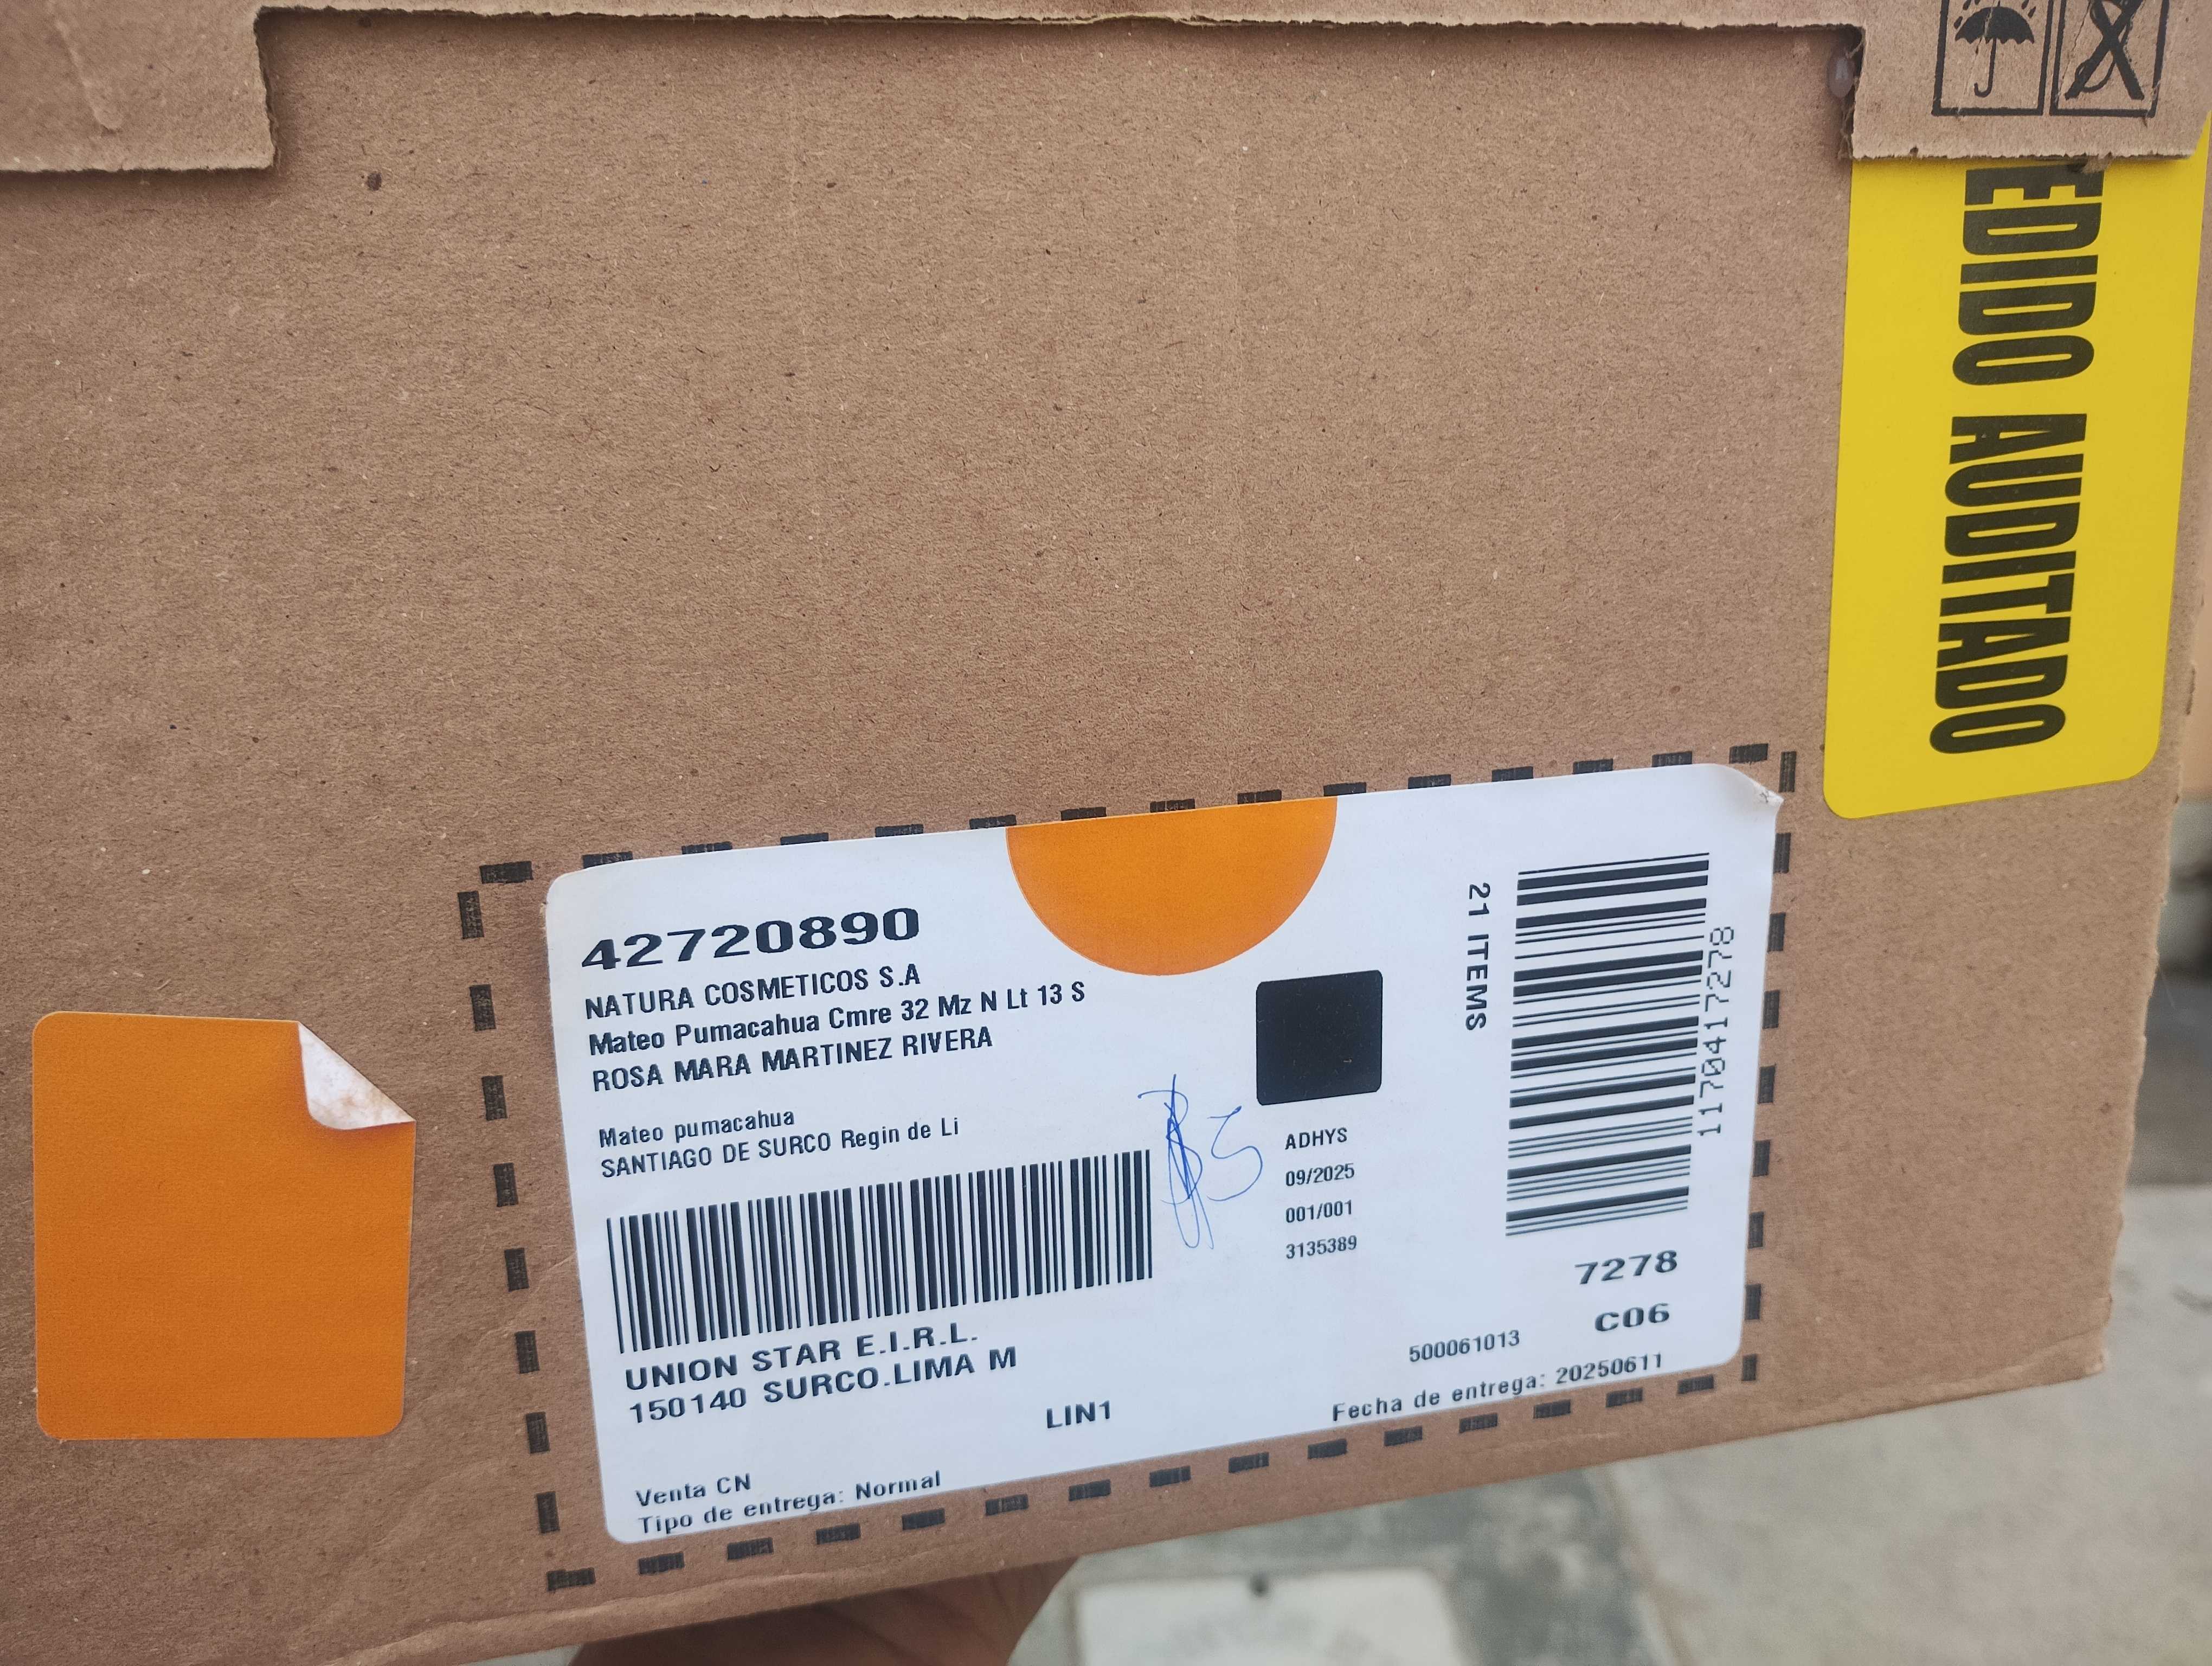 EDIDO AUDITADO
42720890
NATURA COSMETICOS S.A
Mateo Pumacahua Cmre 32 Mz N Lt 13 S
ROSA MARA MARTINEZ RIVERA
Mateo pumacahua
SANTIAGO DE SURCO Regin de Li
UNION STAR E.I.R.L.
150140 SURCO.LIMA M
LIN1
Venta CN
Tipo de entrega: Normal
ADHYS
09/2025
001/001
3135389
21 ITEMS
1170417278
7278
C06
500061013
Fecha de entrega: 20250611